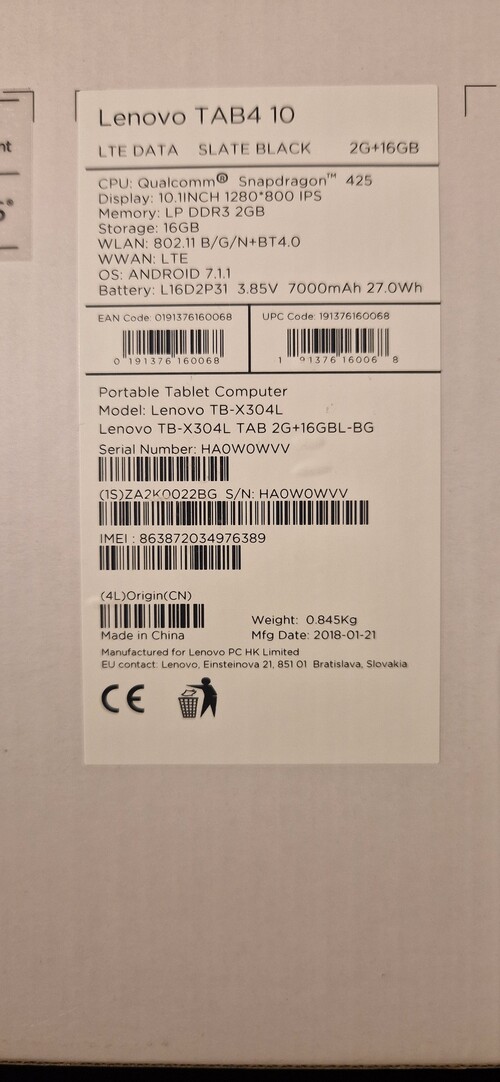 nt
Lenovo TAB4 10
LTE DATA SLATE BLACK 2G+16GB
CPU: Qualcomm® Snapdragon™ 425
Display: 10.1INCH 1280*800 IPS
Memory: LP DDR3 2GB
Storage: 16GB
WLAN: 802.11 B/G/N+BT4.0
WWAN: LTE
OS: ANDROID 7.1.1
Battery: L16D2P31 3.85V 7000mAh 27.0Wh
EAN Code: 0191376160068
0 191376 160068
UPC Code: 191376160068
1 91376 16006 8
Portable Tablet Computer
Model: Lenovo TB-X304L
Lenovo TB-X304L TAB 2G+16GBL-BG
Serial Number: HA0W0WVV
(1S)ZA2K0022BG S/N: HA0W0WVV
IMEI : 863872034976389
(4L)Origin(CN)
Made in China
Weight: 0.845Kg
Mfg Date: 2018-01-21
Manufactured for Lenovo PC HK Limited
EU contact: Lenovo, Einsteinova 21, 851 01 Bratislava, Slovakia
CE